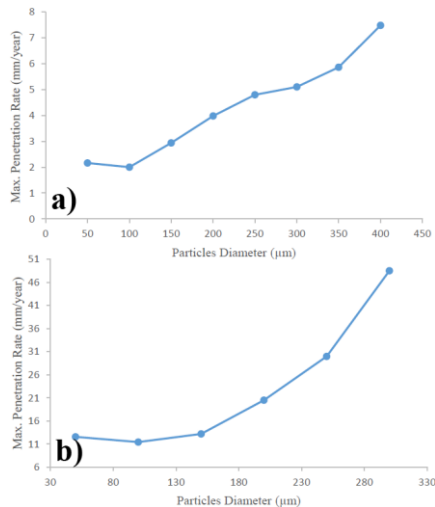 8
7
6
5
4
3
2
1
0
Max. Penetration Rate (mm/year)
a)
0 50 100 150 200 250 300 350 400 450
Particles Diameter (µm)
51
46
41
36
31
26
21
16
11
6
Max. Penetration Rate (mm/year)
b)
30 80 130 180 230 280 330
Particles Diameter (µm)